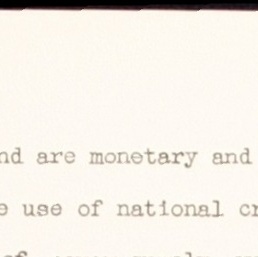 nd are monetary and
e use of national cr